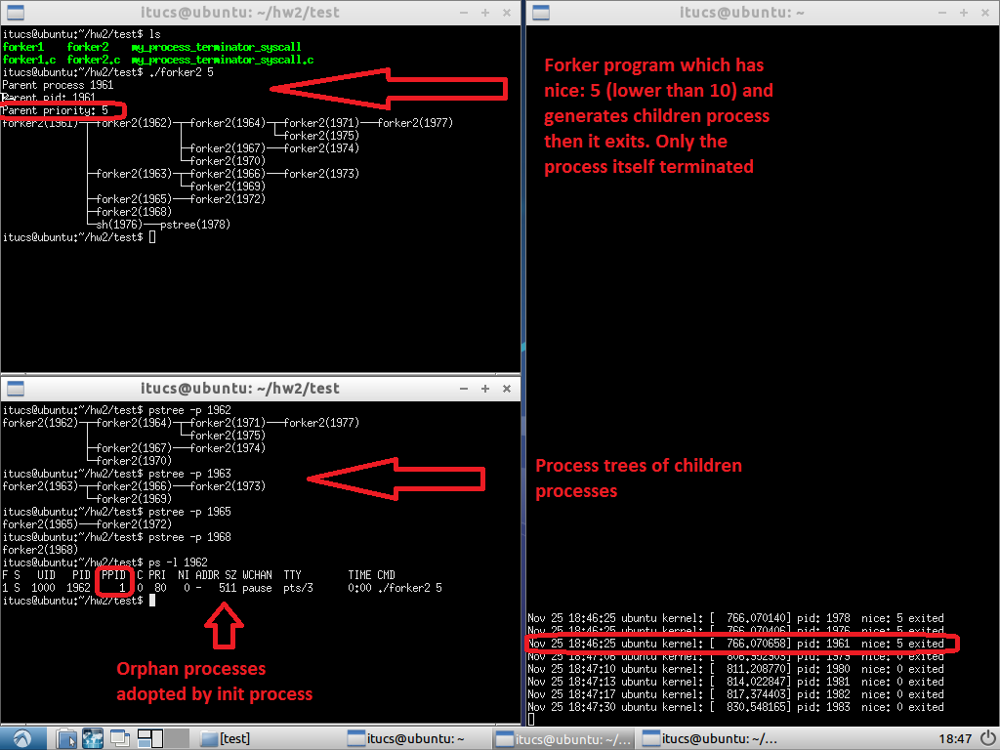 itucs@ubuntu: ~/hw2/test
itucs@ubuntu:~/hw2/test$ ls
forker1 forker2 my_process_terminator_syscall
forker1.c forker2.c my_process_terminator_syscall.c
itucs@ubuntu:~/hw2/test$ ./forker2 5
Parent process 1961
Parent pid: 1961
Parent priority: 5
forker2(1961)─┬─forker2(1962)─┬─forker2(1964)─┬─forker2(1971)───forker2(1977)
└─forker2(1975)
├─forker2(1967)───forker2(1974)
└─forker2(1970)
├─forker2(1963)─┬─forker2(1966)───forker2(1973)
└─forker2(1969)
├─forker2(1965)───forker2(1972)
├─forker2(1968)
└─sh(1976)───pstree(1978)
itucs@ubuntu:~/hw2/test$
itucs@ubuntu: ~/hw2/test
itucs@ubuntu:~/hw2/test$ pstree -p 1962
forker2(1962)─┬─forker2(1964)─┬─forker2(1971)───forker2(1977)
└─forker2(1975)
├─forker2(1967)───forker2(1974)
└─forker2(1970)
itucs@ubuntu:~/hw2/test$ pstree -p 1963
forker2(1963)─┬─forker2(1966)───forker2(1973)
└─forker2(1969)
itucs@ubuntu:~/hw2/test$ pstree -p 1965
forker2(1965)───forker2(1972)
itucs@ubuntu:~/hw2/test$ pstree -p 1968
forker2(1968)
itucs@ubuntu:~/hw2/test$ ps -l 1962
F S UID PID PPID C PRI NI ADDR SZ WCHAN TTY TIME CMD
1 S 1000 1962 1 0 80 0 - 511 pause pts/3 0:00 ./forker2 5
itucs@ubuntu:~/hw2/test$
Orphan processes
adopted by init process
itucs@ubuntu: ~
Forker program which has
nice: 5 (lower than 10) and
generates children process
then it exits. Only the
process itself terminated
Process trees of children
processes
Nov 25 18:46:25 ubuntu kernel: [ 766.070140] pid: 1978 nice: 5 exited
Nov 25 18:46:25 ubuntu kernel: [ 766.070406] pid: 1976 nice: 5 exited
Nov 25 18:46:25 ubuntu kernel: [ 766.070658] pid: 1961 nice: 5 exited
Nov 25 18:47:06 ubuntu kernel: [ 806.352903] pid: 1979 nice: 0 exited
Nov 25 18:47:10 ubuntu kernel: [ 811.208770] pid: 1980 nice: 0 exited
Nov 25 18:47:13 ubuntu kernel: [ 814.022847] pid: 1981 nice: 0 exited
Nov 25 18:47:17 ubuntu kernel: [ 817.374403] pid: 1982 nice: 0 exited
Nov 25 18:47:30 ubuntu kernel: [ 830.548165] pid: 1983 nice: 0 exited
[test] itucs@ubuntu: ~ itucs@ubuntu: ~/... itucs@ubuntu: ~/... 18:47